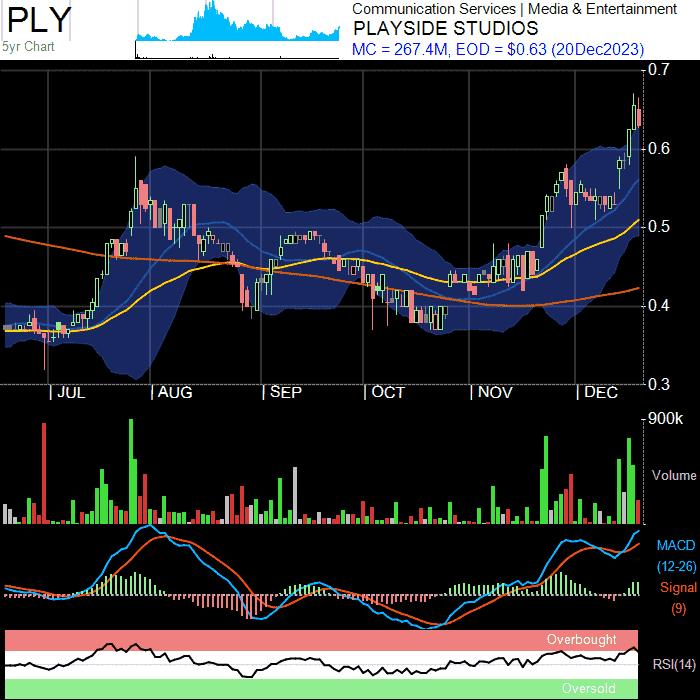 PLY
5yr Chart
Communication Services | Media & Entertainment
PLAYSIDE STUDIOS
MC = 267.4M, EOD = $0.63 (20Dec2023)
0.7
0.6
0.5
0.4
0.3
| JUL | AUG | SEP | OCT | NOV | DEC
900k
Volume
MACD
(12-26)
Signal
(9)
Overbought
RSI(14)
Oversold